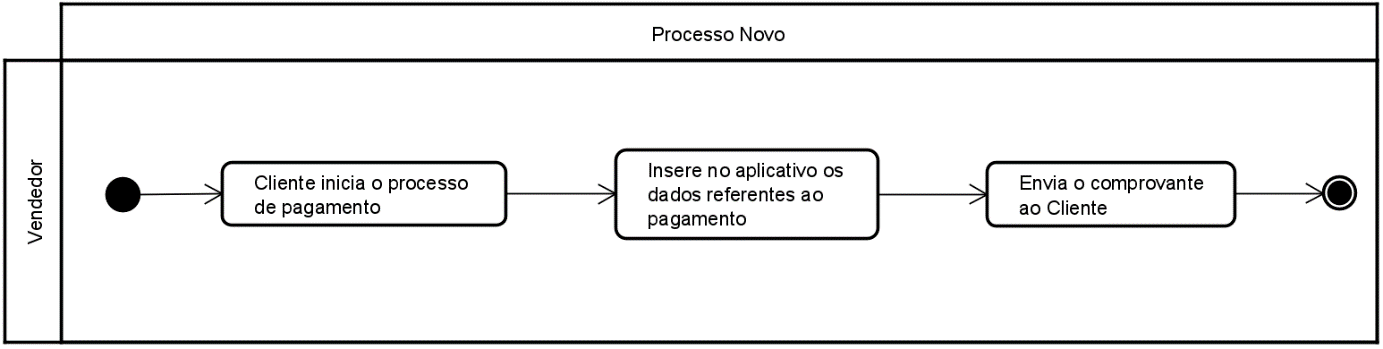 Processo Novo
Vendedor
Cliente inicia o processo
de pagamento
Insere no aplicativo os
dados referentes ao
pagamento
Envia o comprovante
ao Cliente